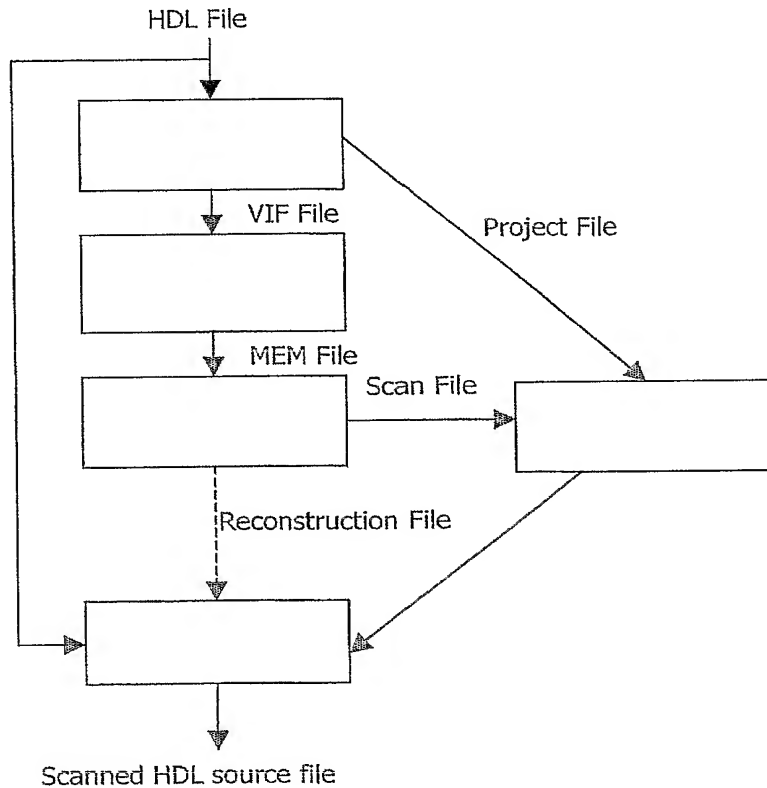 HDL File
VIF File
Project File
MEM File
Scan File
Reconstruction File
Scanned HDL source file